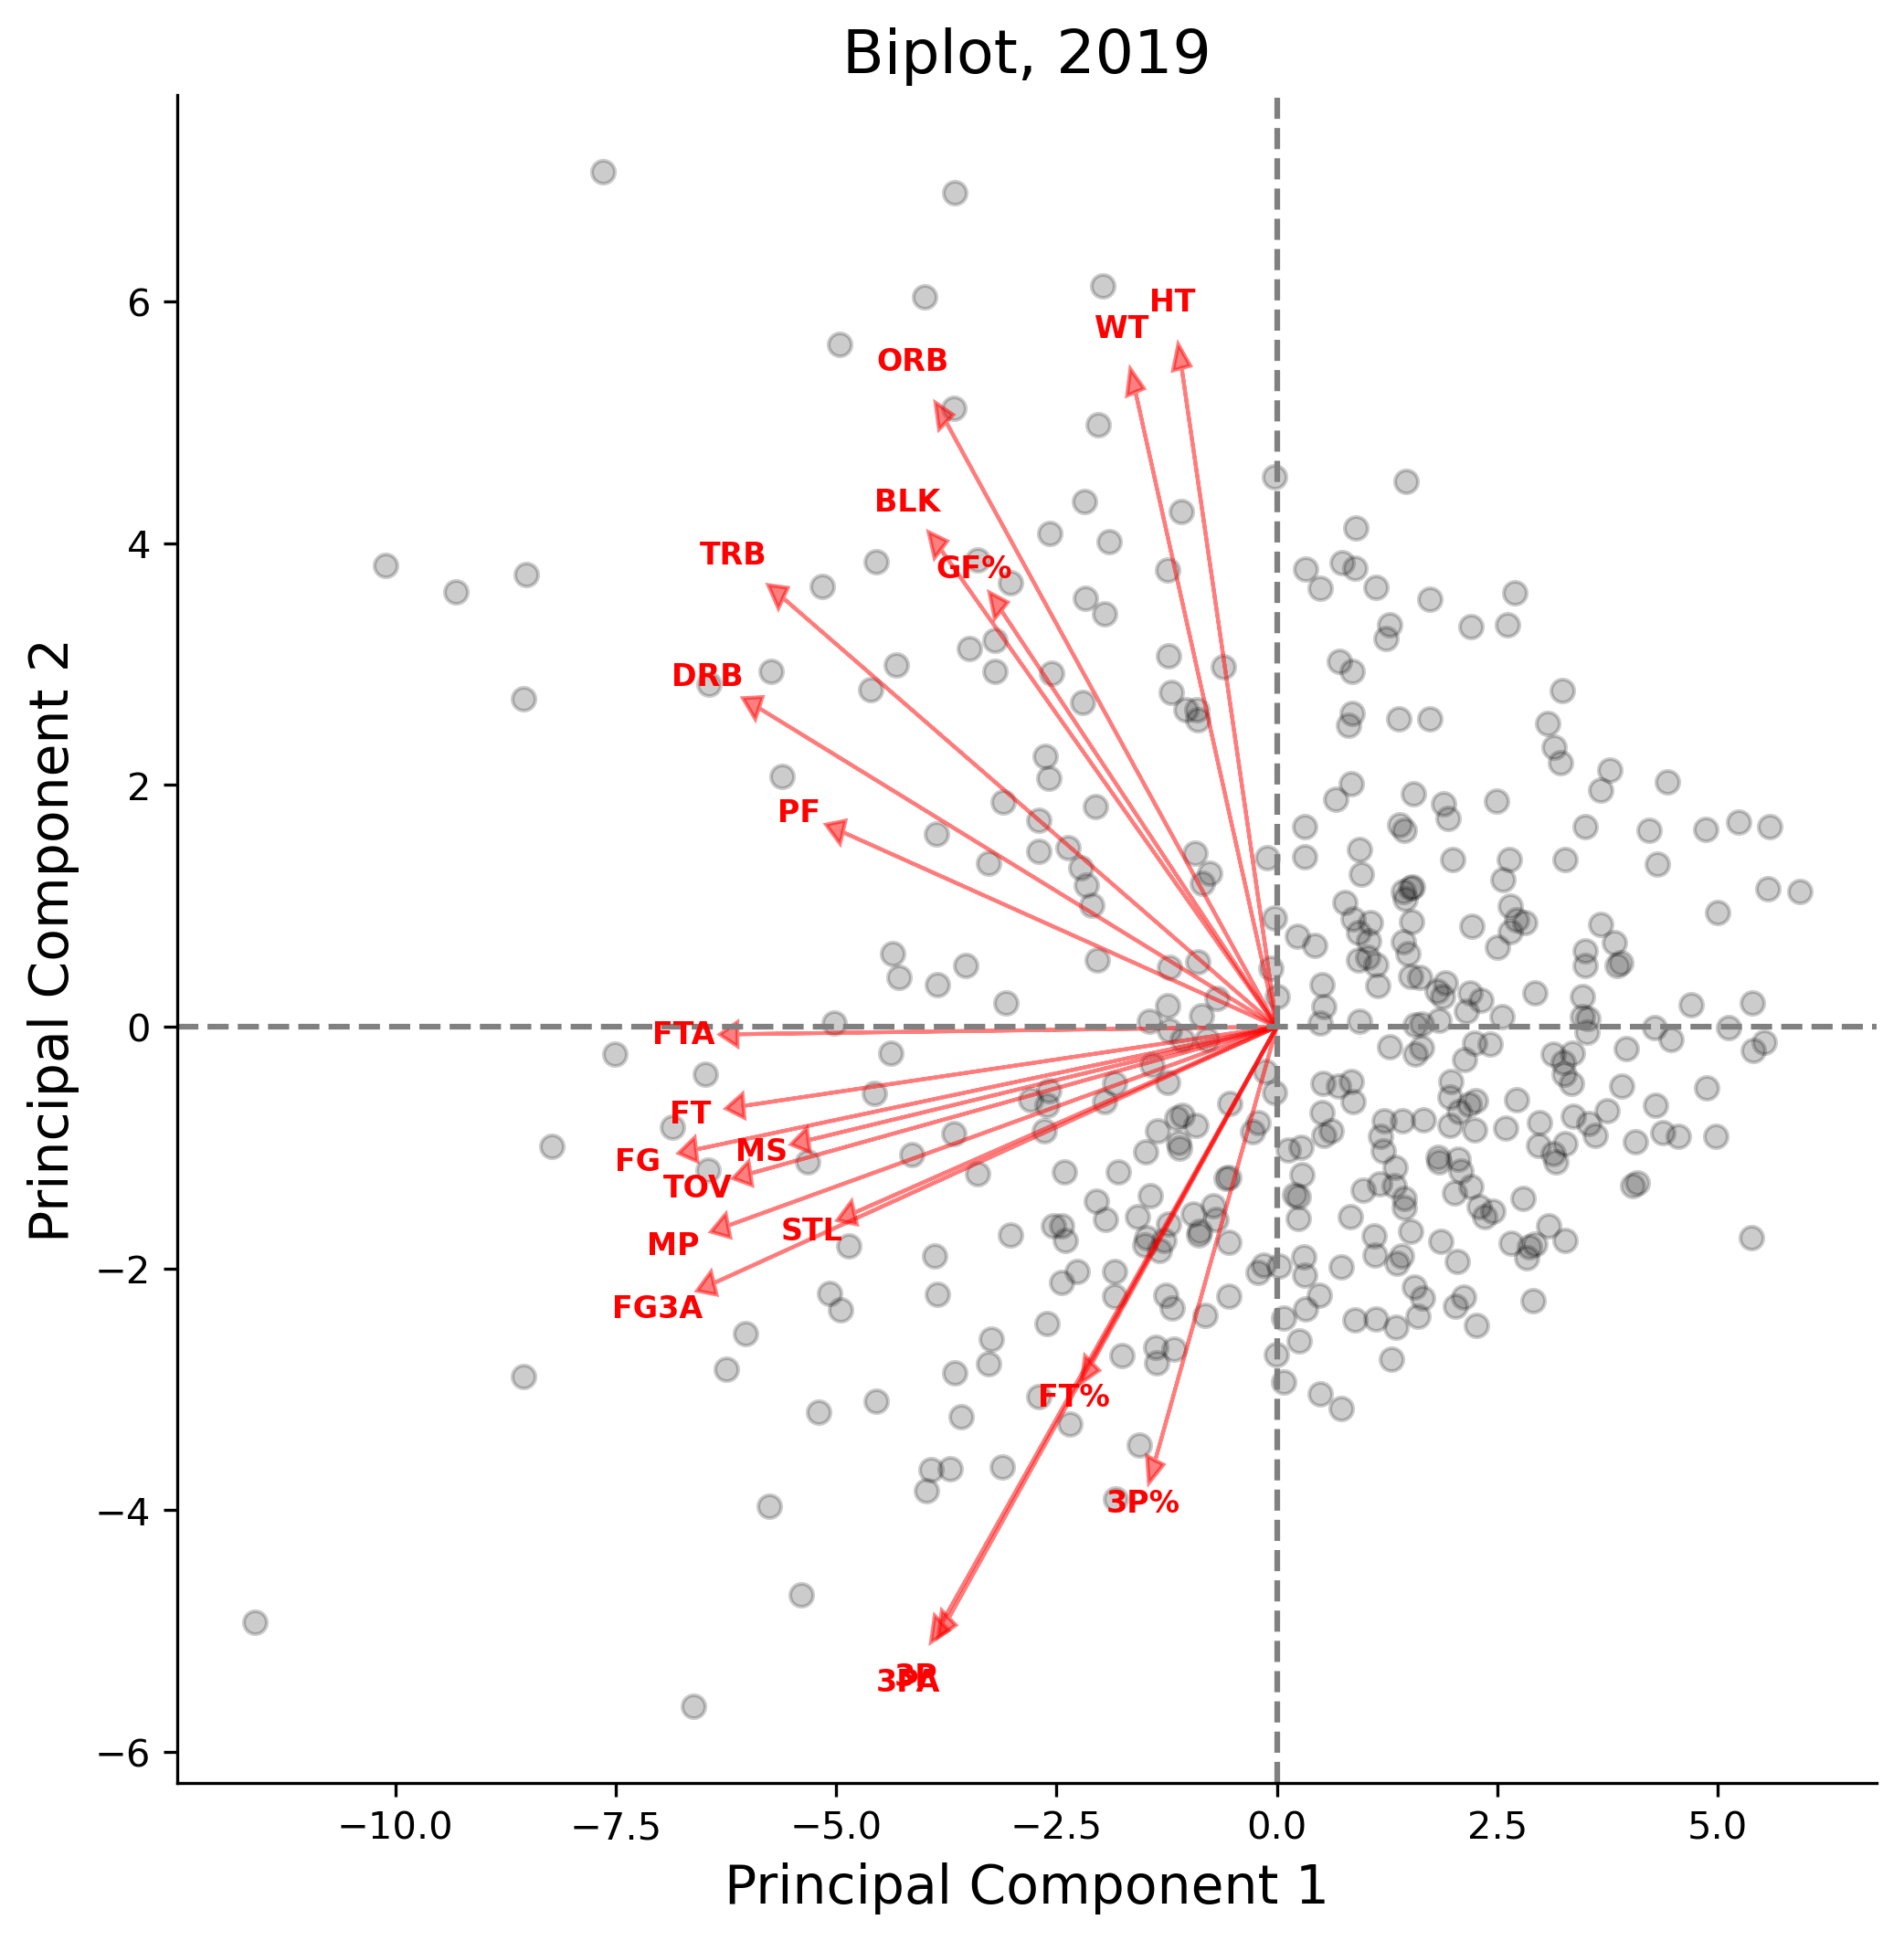 Biplot, 2019
HT
WT
6
ORB
BLK
TRB
GF%
4
DRB
PF
2
FTA
0
FT
MS
FG
TOV
STL
MP
FG3A
−2
FT%
3P%
−4
3P
3PA
−6
Principal Component 2
−10.0 −7.5 −5.0 −2.5 0.0 2.5 5.0
Principal Component 1